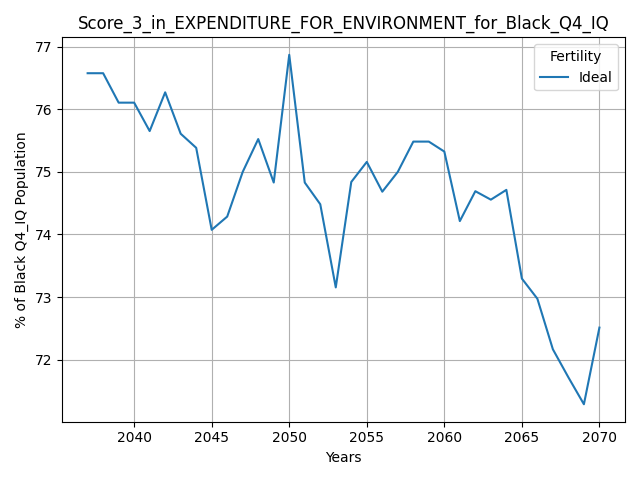 Score_3_in_EXPENDITURE_FOR_ENVIRONMENT_for_Black_Q4_IQ
77
76
75
74
73
72
% of Black Q4_IQ Population
Fertility
Ideal
2040 2045 2050 2055 2060 2065 2070
Years